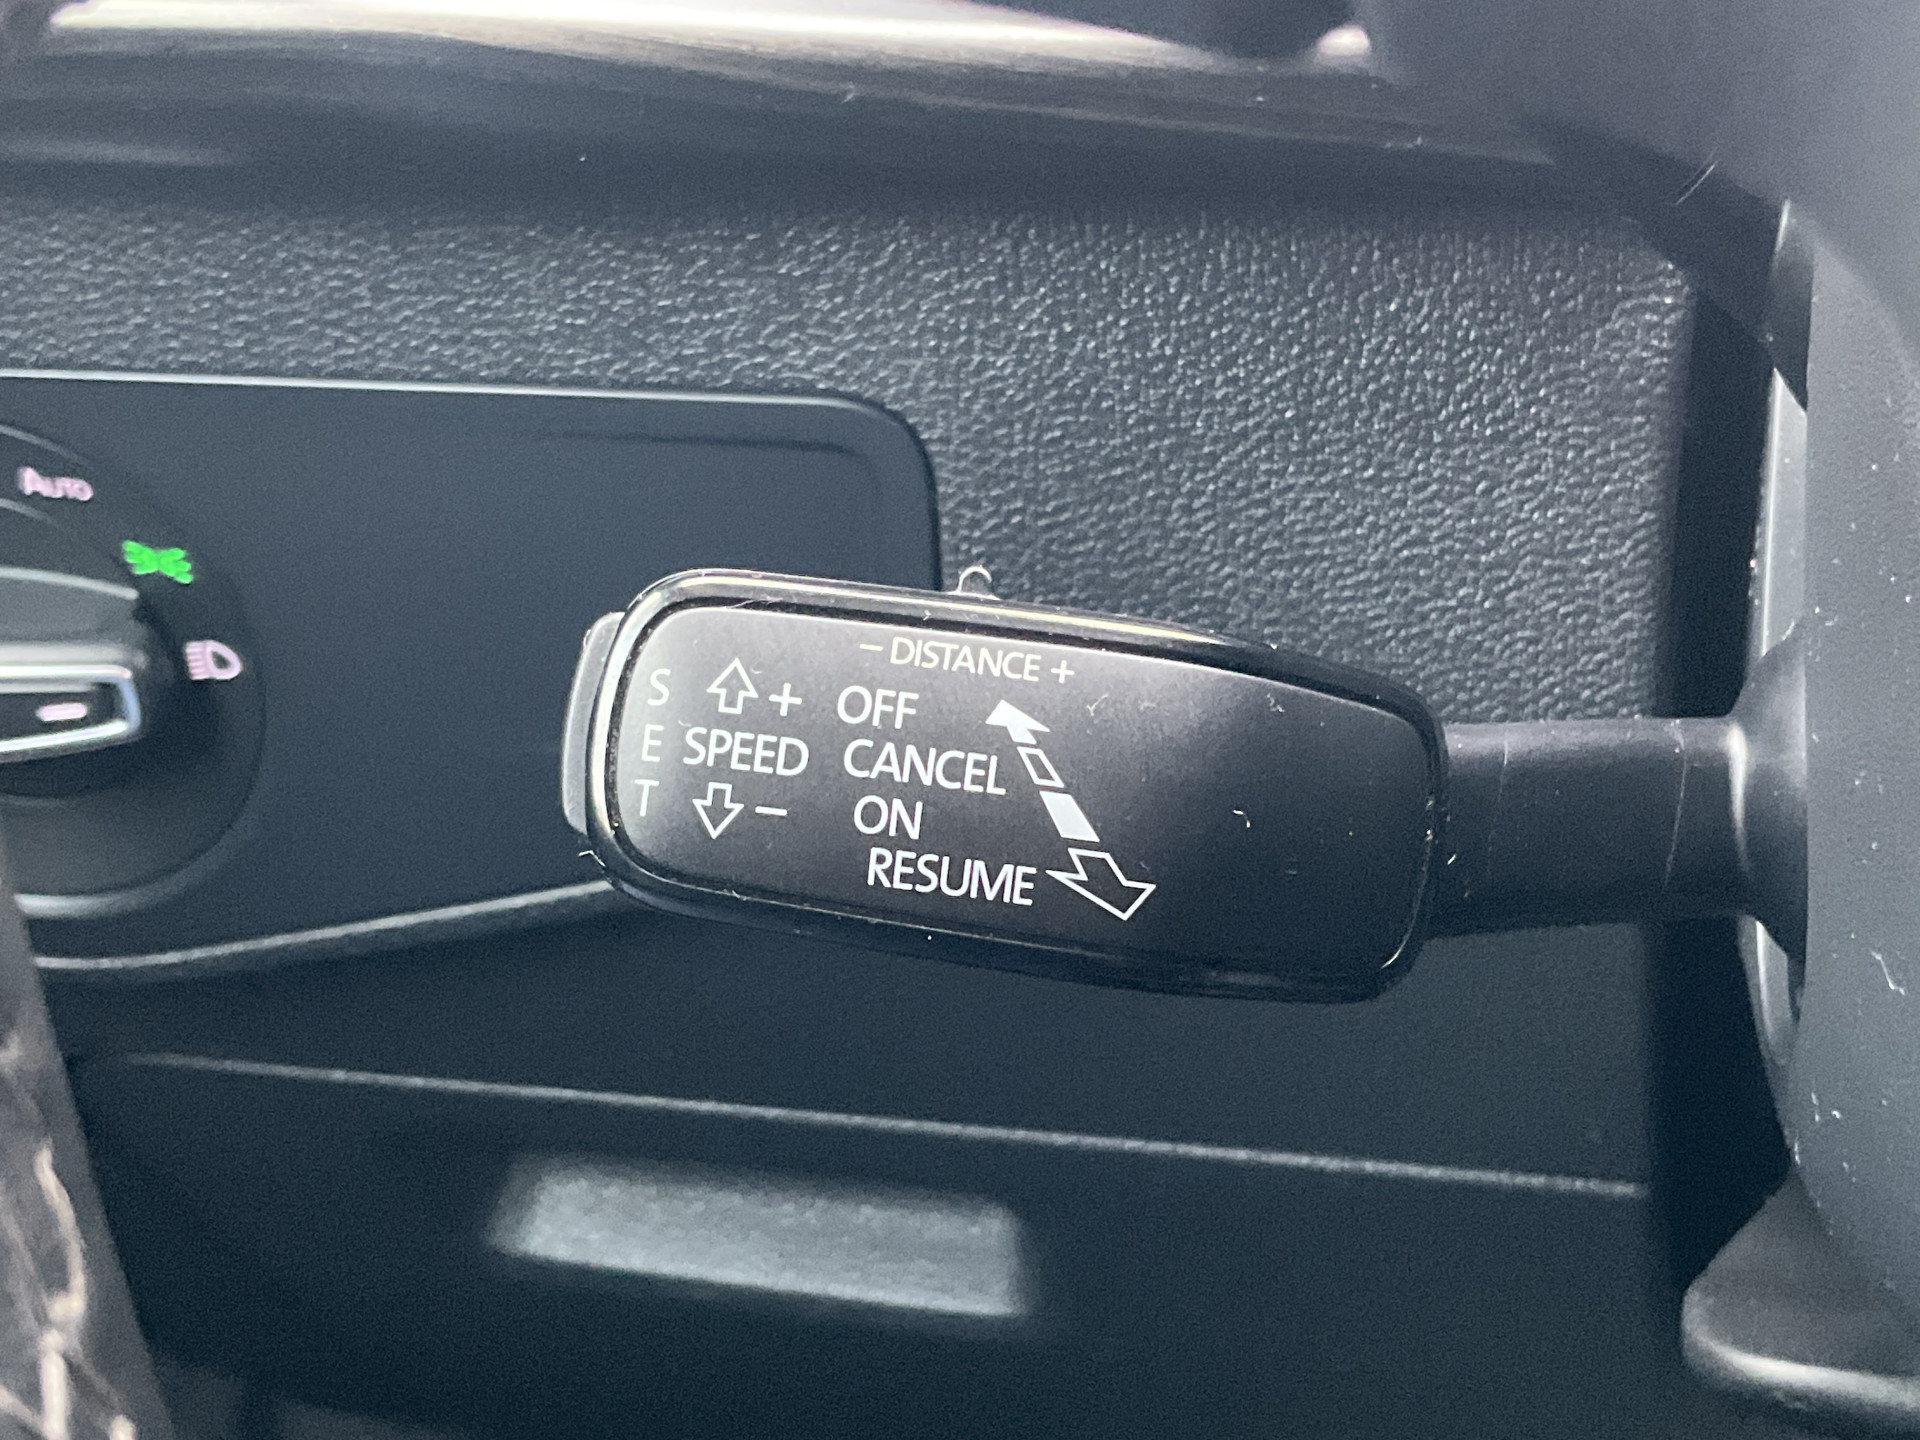 AUTO
– DISTANCE +
S + OFF
E SPEED CANCEL
T – ON
RESUME